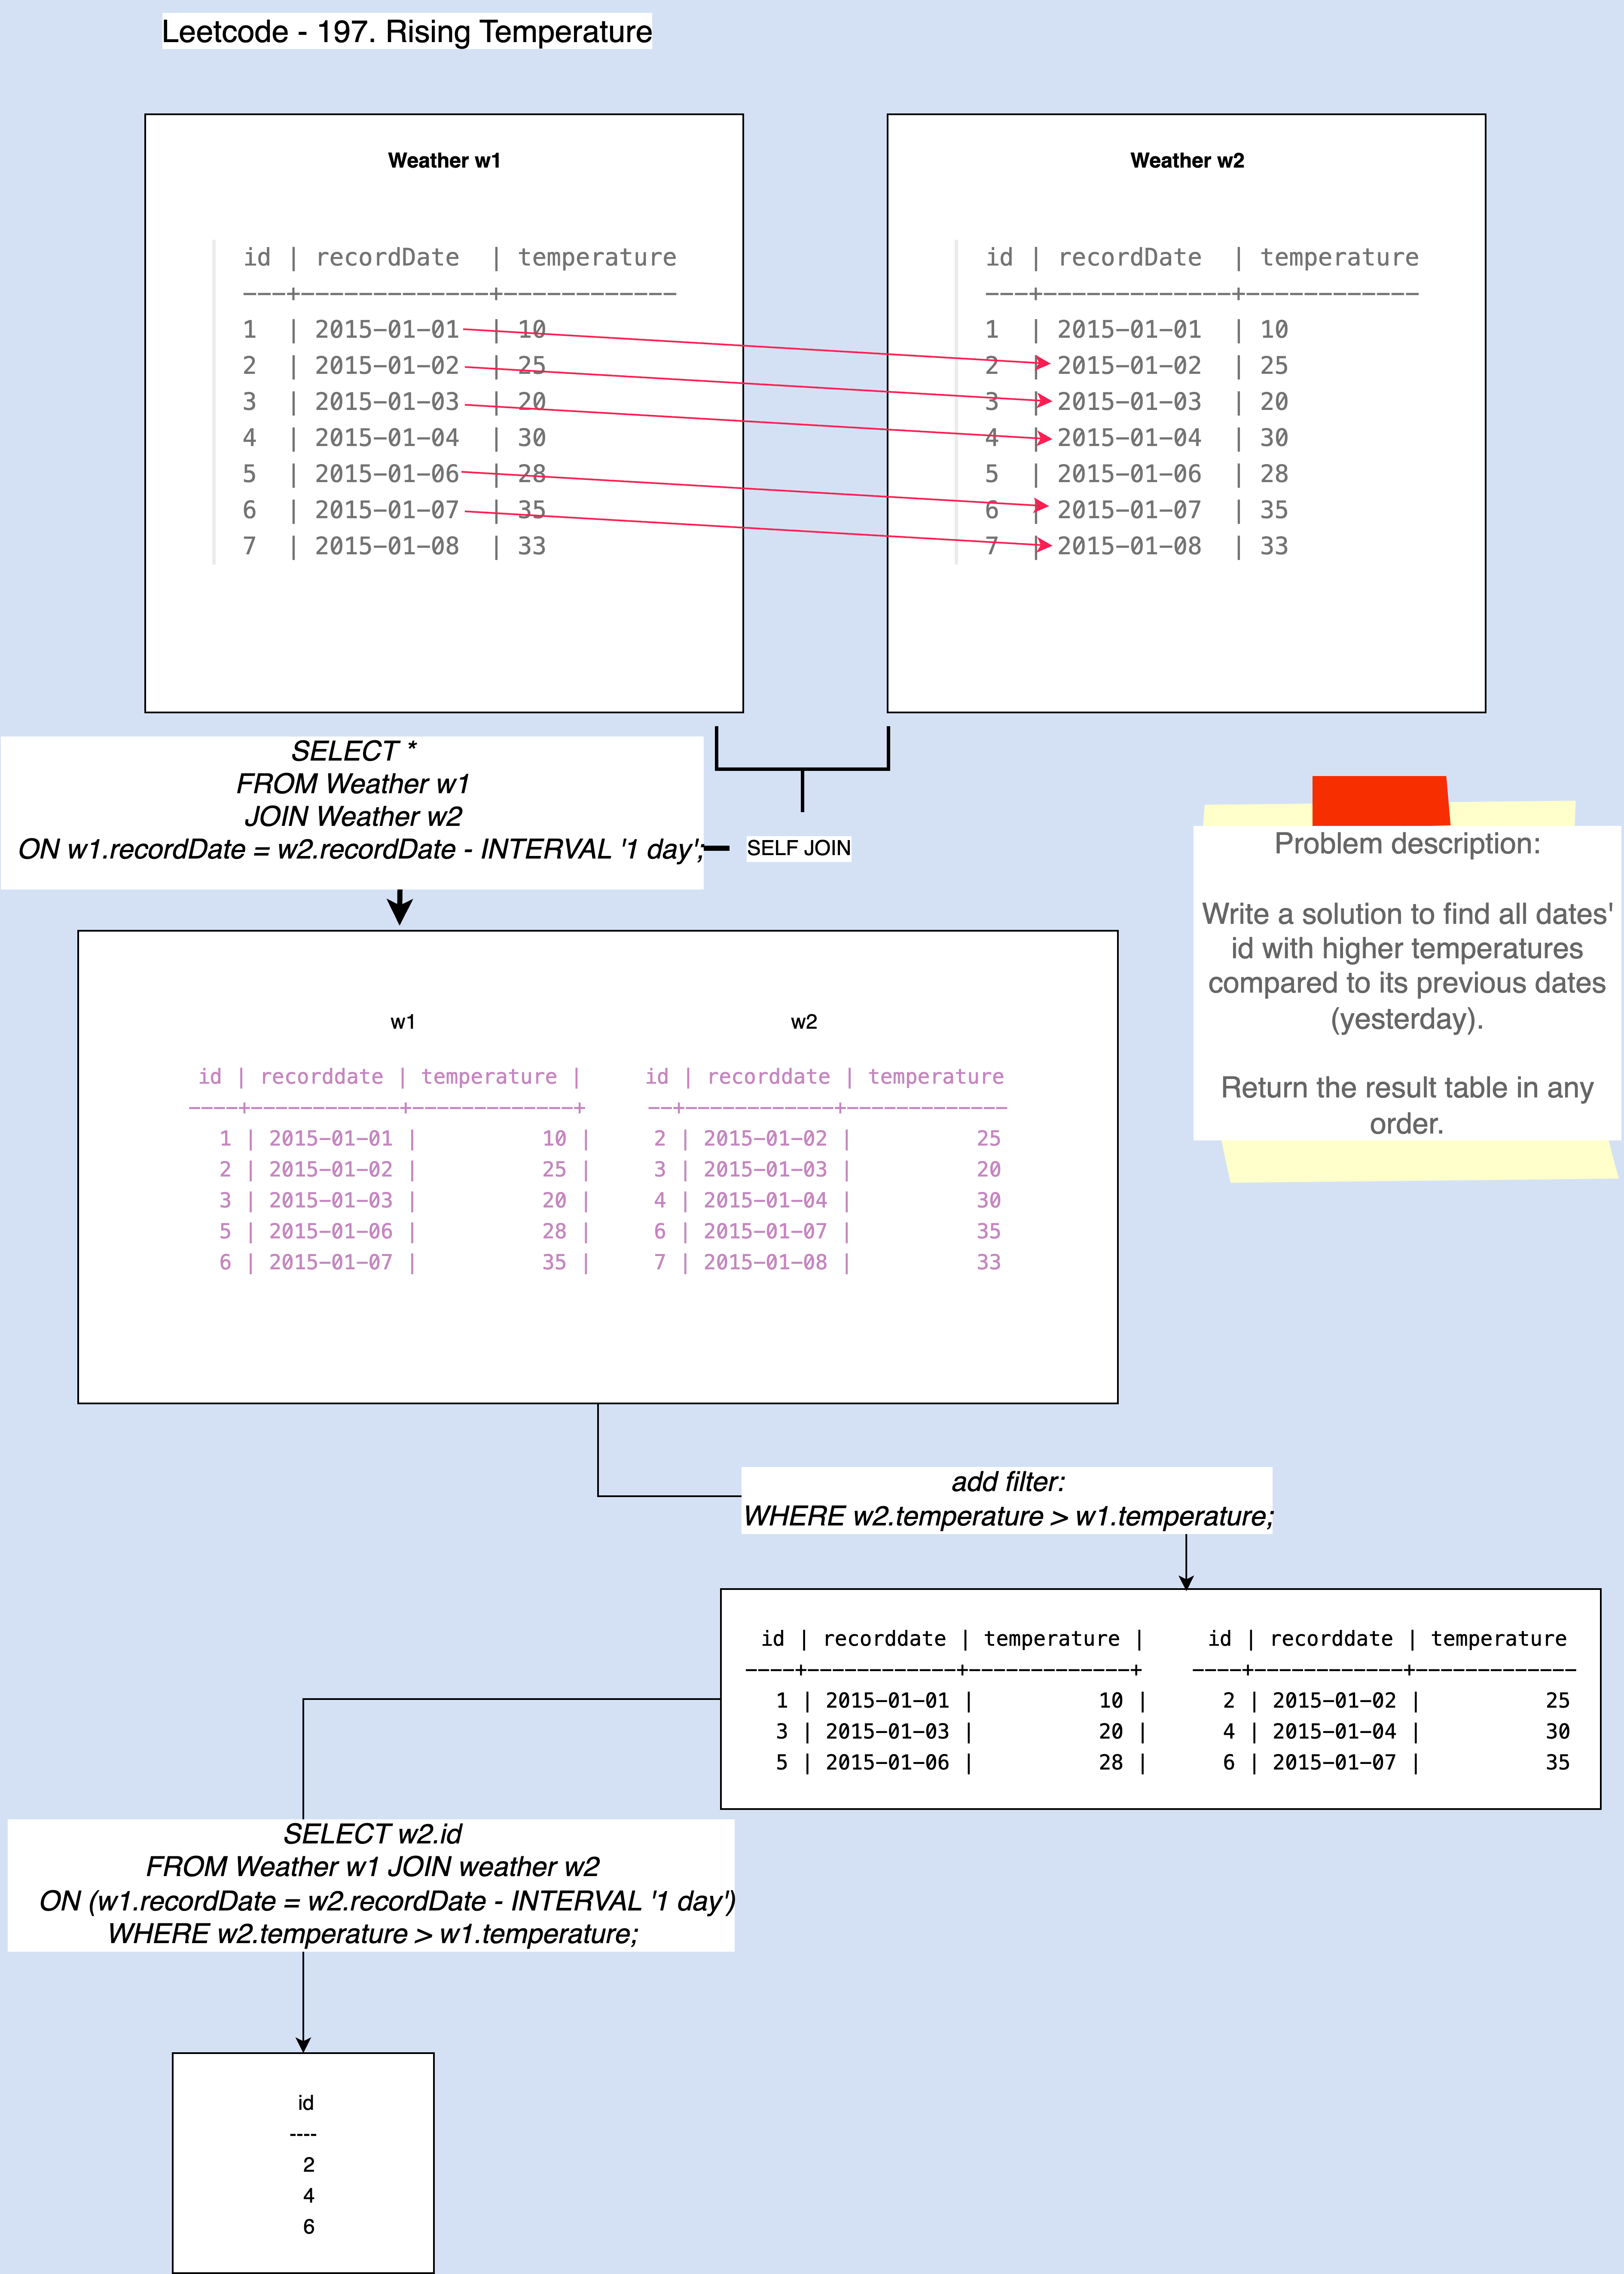 Leetcode - 197. Rising Temperature
Weather w1
id | recordDate | temperature
---+-------------+------------
1 | 2015-01-01 | 10
2 | 2015-01-02 | 25
3 | 2015-01-03 | 20
4 | 2015-01-04 | 30
5 | 2015-01-06 | 28
6 | 2015-01-07 | 35
7 | 2015-01-08 | 33
Weather w2
id | recordDate | temperature
---+-------------+------------
1 | 2015-01-01 | 10
2 | 2015-01-02 | 25
3 | 2015-01-03 | 20
4 | 2015-01-04 | 30
5 | 2015-01-06 | 28
6 | 2015-01-07 | 35
7 | 2015-01-08 | 33
SELECT *
FROM Weather w1
JOIN Weather w2
ON w1.recordDate = w2.recordDate - INTERVAL '1 day';
SELF JOIN
Problem description:
Write a solution to find all dates'
id with higher temperatures
compared to its previous dates
(yesterday).
Return the result table in any
order.
w1 w2
id | recorddate | temperature | id | recorddate | temperature
----+------------+-------------+ --+------------+-------------
1 | 2015-01-01 | 10 | 2 | 2015-01-02 | 25
2 | 2015-01-02 | 25 | 3 | 2015-01-03 | 20
3 | 2015-01-03 | 20 | 4 | 2015-01-04 | 30
5 | 2015-01-06 | 28 | 6 | 2015-01-07 | 35
6 | 2015-01-07 | 35 | 7 | 2015-01-08 | 33
add filter:
WHERE w2.temperature > w1.temperature;
id | recorddate | temperature | id | recorddate | temperature
----+------------+-------------+ ----+------------+-------------
1 | 2015-01-01 | 10 | 2 | 2015-01-02 | 25
3 | 2015-01-03 | 20 | 4 | 2015-01-04 | 30
5 | 2015-01-06 | 28 | 6 | 2015-01-07 | 35
SELECT w2.id
FROM Weather w1 JOIN weather w2
ON (w1.recordDate = w2.recordDate - INTERVAL '1 day')
WHERE w2.temperature > w1.temperature;
id
----
2
4
6